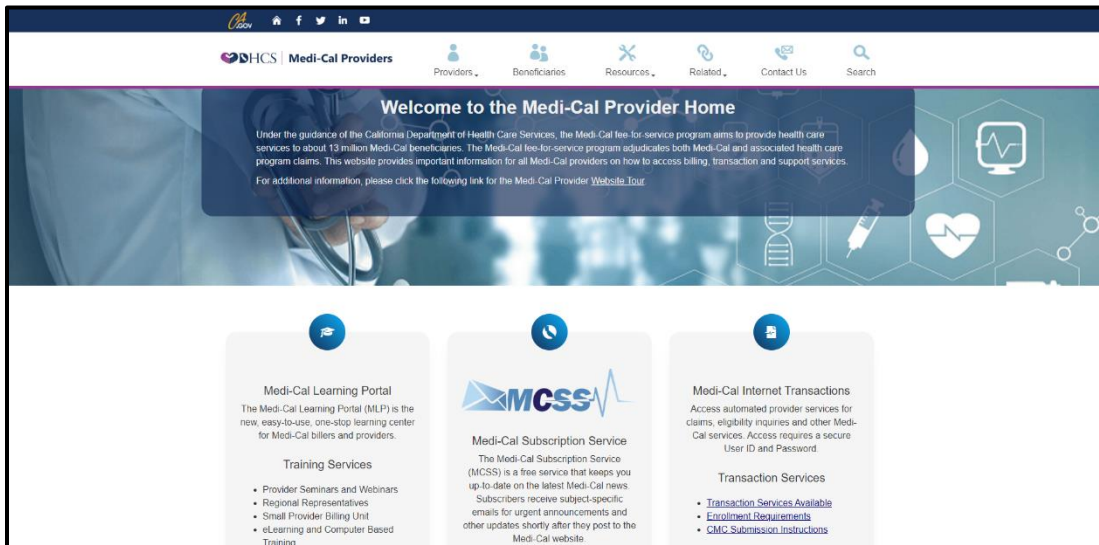 CA.GOV
DHCS | Medi-Cal Providers
Providers
Beneficiaries
Resources
Related
Contact Us
Search
Welcome to the Medi-Cal Provider Home
Under the guidance of the California Department of Health Care Services, the Medi-Cal fee-for-service program aims to provide health care
services to about 13 million Medi-Cal beneficiaries. The Medi-Cal fee-for-service program adjudicates both Medi-Cal and associated health care
program claims. This website provides important information for all Medi-Cal providers on how to access billing, transaction and support services.
For additional information, please click the following link for the Medi-Cal Provider Website Tour
Medi-Cal Learning Portal
The Medi-Cal Learning Portal (MLP) is the
new, easy-to-use, one-stop learning center
for Medi-Cal billers and providers.
Training Services
• Provider Seminars and Webinars
• Regional Representatives
• Small Provider Billing Unit
• eLearning and Computer Based
Training
MCSS
Medi-Cal Subscription Service
The Medi-Cal Subscription Service
(MCSS) is a free service that keeps you
up-to-date on the latest Medi-Cal news.
Subscribers receive subject-specific
emails for urgent announcements and
other updates shortly after they post to the
Medi-Cal website.
Medi-Cal Internet Transactions
Access automated provider services for
claims, eligibility inquiries and other Medi-
Cal services. Access requires a secure
User ID and Password.
Transaction Services
• Transaction Services Available
• Enrollment Requirements
• CMC Submission Instructions